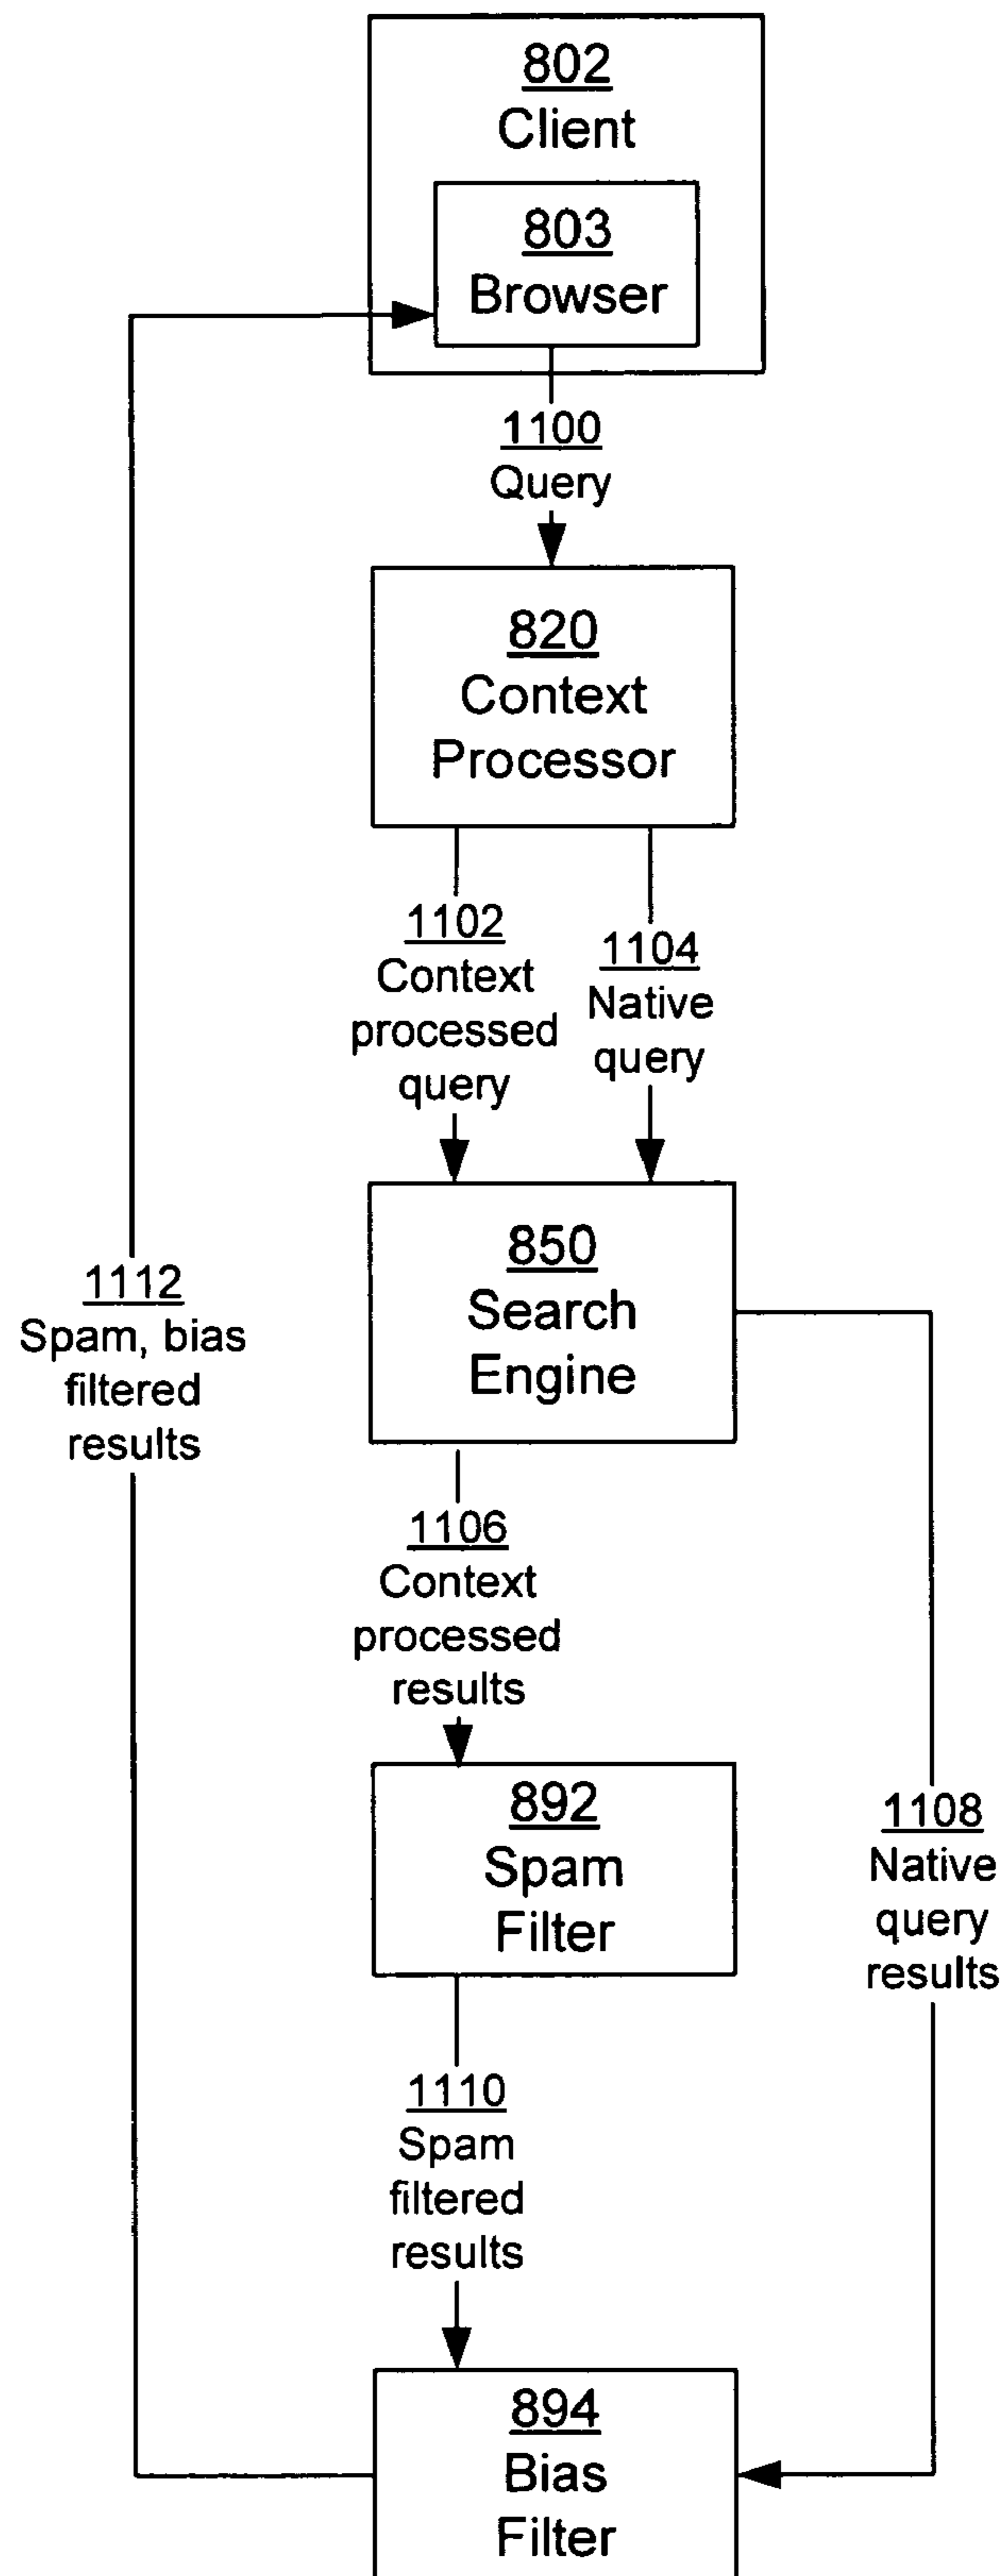 802
Client
803
Browser
1100
Query
820
Context
Processor
1102
Context
processed
query
1104
Native
query
850
Search
Engine
1112
Spam, bias
filtered
results
1106
Context
processed
results
892
Spam
Filter
1108
Native
query
results
1110
Spam
filtered
results
894
Bias
Filter